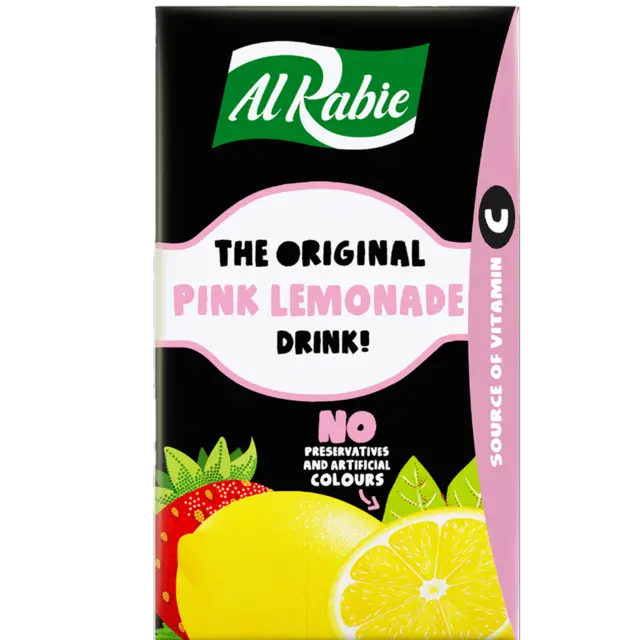 Al Rabie
THE ORIGINAL
PINK LEMONADE
DRINK!
NO
PRESERVATIVES
AND ARTIFICIAL
COLOURS
SOURCE OF VITAMIN C